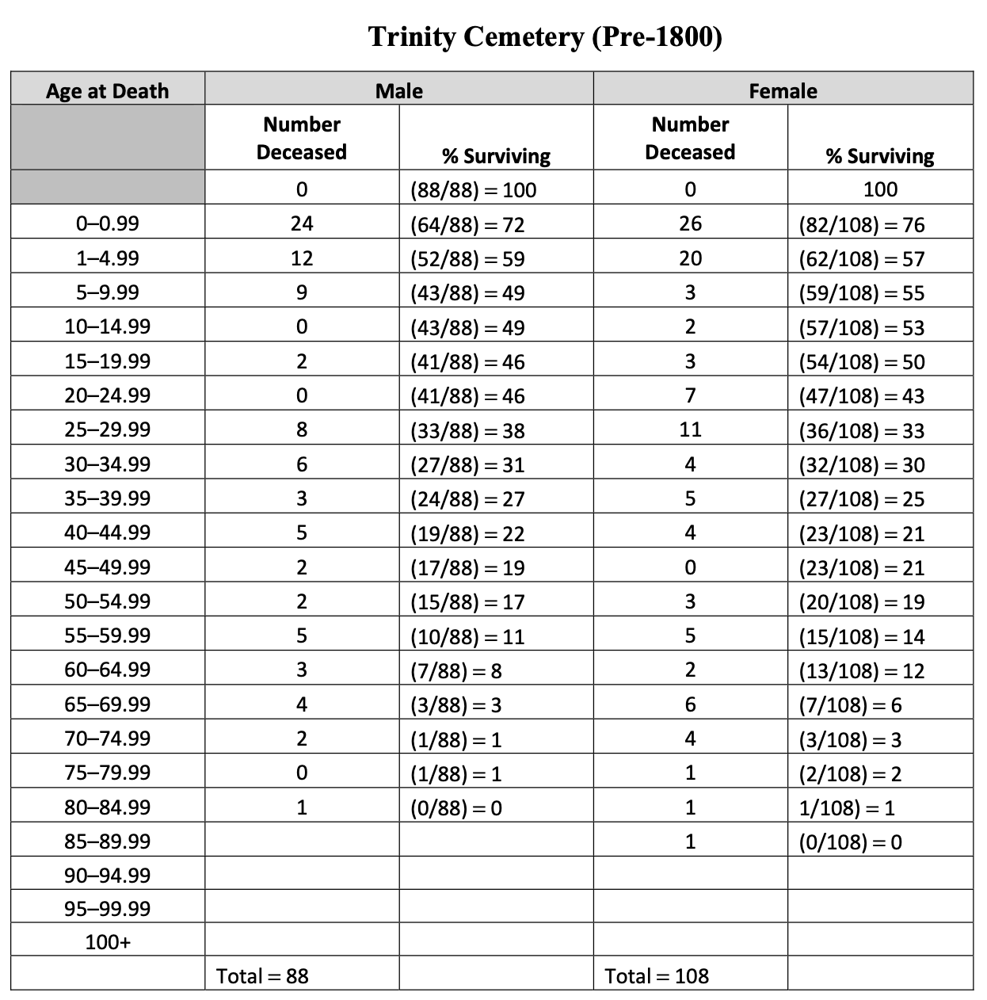 Trinity Cemetery (Pre-1800)
Age at Death Male Female
Number Deceased % Surviving Number Deceased % Surviving
0 (88/88) = 100 0 100
0–0.99 24 (64/88) = 72 26 (82/108) = 76
1–4.99 12 (52/88) = 59 20 (62/108) = 57
5–9.99 9 (43/88) = 49 3 (59/108) = 55
10–14.99 0 (43/88) = 49 2 (57/108) = 53
15–19.99 2 (41/88) = 46 3 (54/108) = 50
20–24.99 0 (41/88) = 46 7 (47/108) = 43
25–29.99 8 (33/88) = 38 11 (36/108) = 33
30–34.99 6 (27/88) = 31 4 (32/108) = 30
35–39.99 3 (24/88) = 27 5 (27/108) = 25
40–44.99 5 (19/88) = 22 4 (23/108) = 21
45–49.99 2 (17/88) = 19 0 (23/108) = 21
50–54.99 2 (15/88) = 17 3 (20/108) = 19
55–59.99 5 (10/88) = 11 5 (15/108) = 14
60–64.99 3 (7/88) = 8 2 (13/108) = 12
65–69.99 4 (3/88) = 3 6 (7/108) = 6
70–74.99 2 (1/88) = 1 4 (3/108) = 3
75–79.99 0 (1/88) = 1 1 (2/108) = 2
80–84.99 1 (0/88) = 0 1 1/108) = 1
85–89.99 1 (0/108) = 0
90–94.99
95–99.99
100+
Total = 88 Total = 108